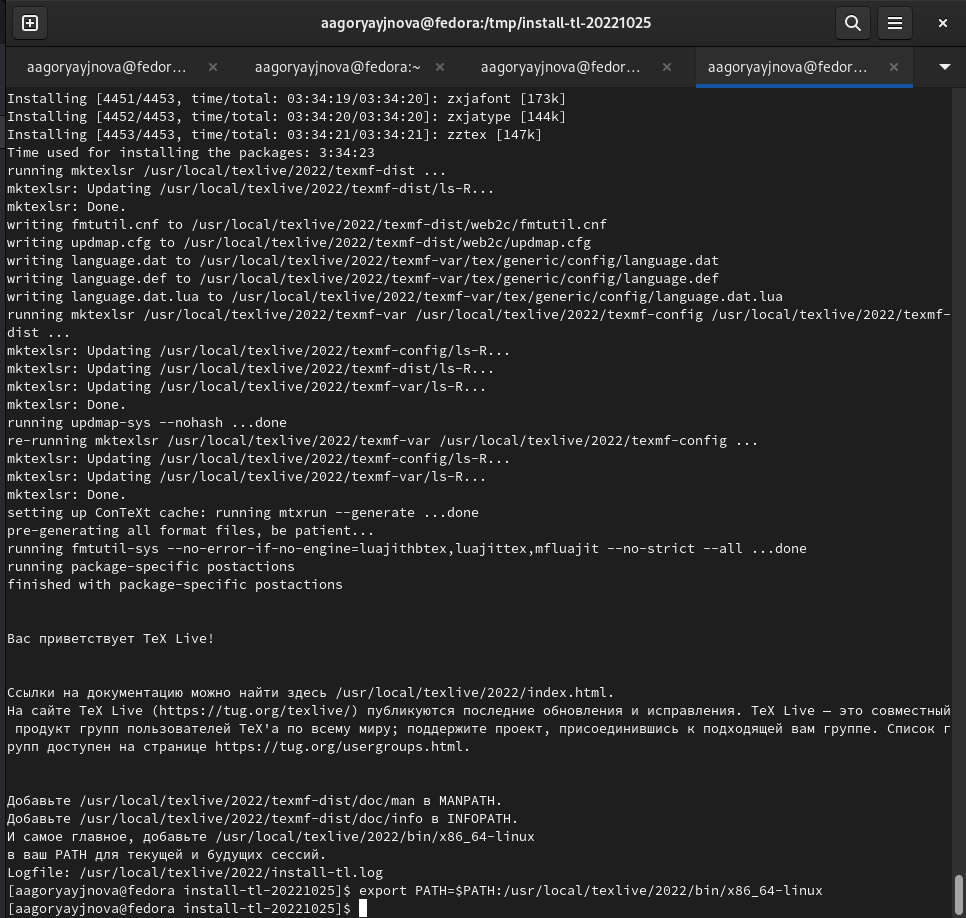 aagoryayjnova@fedora:/tmp/install-tl-20221025
aagoryayjnova@fedor... × aagoryayjnova@fedora:~ × aagoryayjnova@fedor... × aagoryayjnova@fedor... ×
Installing [4451/4453, time/total: 03:34:19/03:34:20]: zxjafont [173k]
Installing [4452/4453, time/total: 03:34:20/03:34:20]: zxjatype [144k]
Installing [4453/4453, time/total: 03:34:21/03:34:21]: zztex [147k]
Time used for installing the packages: 3:34:23
running mktexlsr /usr/local/texlive/2022/texmf-dist ...
mktexlsr: Updating /usr/local/texlive/2022/texmf-dist/ls-R...
mktexlsr: Done.
writing fmtutil.cnf to /usr/local/texlive/2022/texmf-dist/web2c/fmtutil.cnf
writing updmap.cfg to /usr/local/texlive/2022/texmf-dist/web2c/updmap.cfg
writing language.dat to /usr/local/texlive/2022/texmf-var/tex/generic/config/language.dat
writing language.def to /usr/local/texlive/2022/texmf-var/tex/generic/config/language.def
writing language.dat.lua to /usr/local/texlive/2022/texmf-var/tex/generic/config/language.dat.lua
running mktexlsr /usr/local/texlive/2022/texmf-var /usr/local/texlive/2022/texmf-config /usr/local/texlive/2022/texmf-
dist ...
mktexlsr: Updating /usr/local/texlive/2022/texmf-config/ls-R...
mktexlsr: Updating /usr/local/texlive/2022/texmf-dist/ls-R...
mktexlsr: Updating /usr/local/texlive/2022/texmf-var/ls-R...
mktexlsr: Done.
running updmap-sys --nohash ...done
re-running mktexlsr /usr/local/texlive/2022/texmf-var /usr/local/texlive/2022/texmf-config ...
mktexlsr: Updating /usr/local/texlive/2022/texmf-config/ls-R...
mktexlsr: Updating /usr/local/texlive/2022/texmf-var/ls-R...
mktexlsr: Done.
setting up ConTeXt cache: running mtxrun --generate ...done
pre-generating all format files, be patient...
running fmtutil-sys --no-error-if-no-engine=luajithbtex,luajittex,mfluajit --no-strict --all ...done
running package-specific postactions
finished with package-specific postactions
Вас приветствует TeX Live!
Ссылки на документацию можно найти здесь /usr/local/texlive/2022/index.html.
На сайте TeX Live (https://tug.org/texlive/) публикуются последние обновления и исправления. TeX Live — это совместный
продукт групп пользователей TeX'а по всему миру; поддержите проект, присоединившись к подходящей вам группе. Список г
рупп доступен на странице https://tug.org/usergroups.html.
Добавьте /usr/local/texlive/2022/texmf-dist/doc/man в MANPATH.
Добавьте /usr/local/texlive/2022/texmf-dist/doc/info в INFOPATH.
И самое главное, добавьте /usr/local/texlive/2022/bin/x86_64-linux
в ваш PATH для текущей и будущих сессий.
Logfile: /usr/local/texlive/2022/install-tl.log
[aagoryayjnova@fedora install-tl-20221025]$ export PATH=$PATH:/usr/local/texlive/2022/bin/x86_64-linux
[aagoryayjnova@fedora install-tl-20221025]$